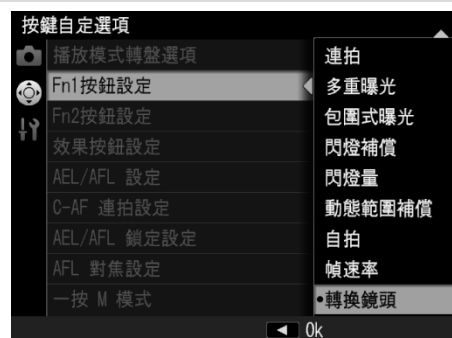 按鍵自定選項
播放模式轉盤選項
Fn1按鈕設定
Fn2按鈕設定
效果按鈕設定
AEL/AFL 設定
C-AF 連拍設定
AEL/AFL 鎖定設定
AFL 對焦設定
一按 M 模式
連拍
多重曝光
包圍式曝光
閃燈補償
閃燈量
動態範圍補償
自拍
幀速率
•轉換鏡頭
Ok